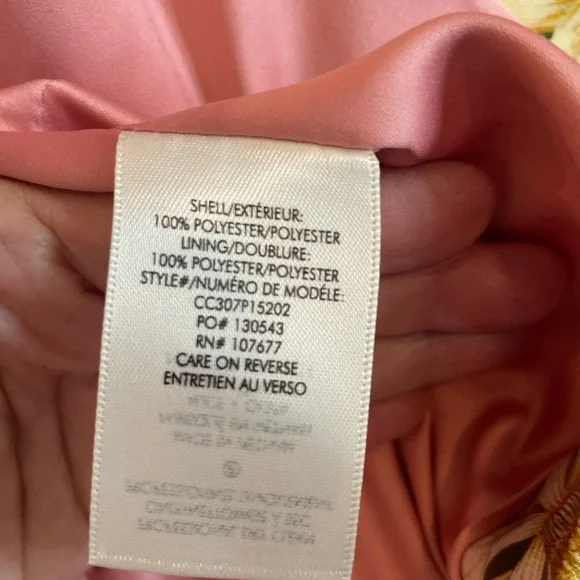 SHELL/EXTÉRIEUR:
100% POLYESTER/POLYESTER
LINING/DOUBLURE:
100% POLYESTER/POLYESTER
STYLE#/NUMÉRO DE MODÉLE:
CC307P15202
PO# 130543
RN# 107677
CARE ON REVERSE
ENTRETIEN AU VERSO